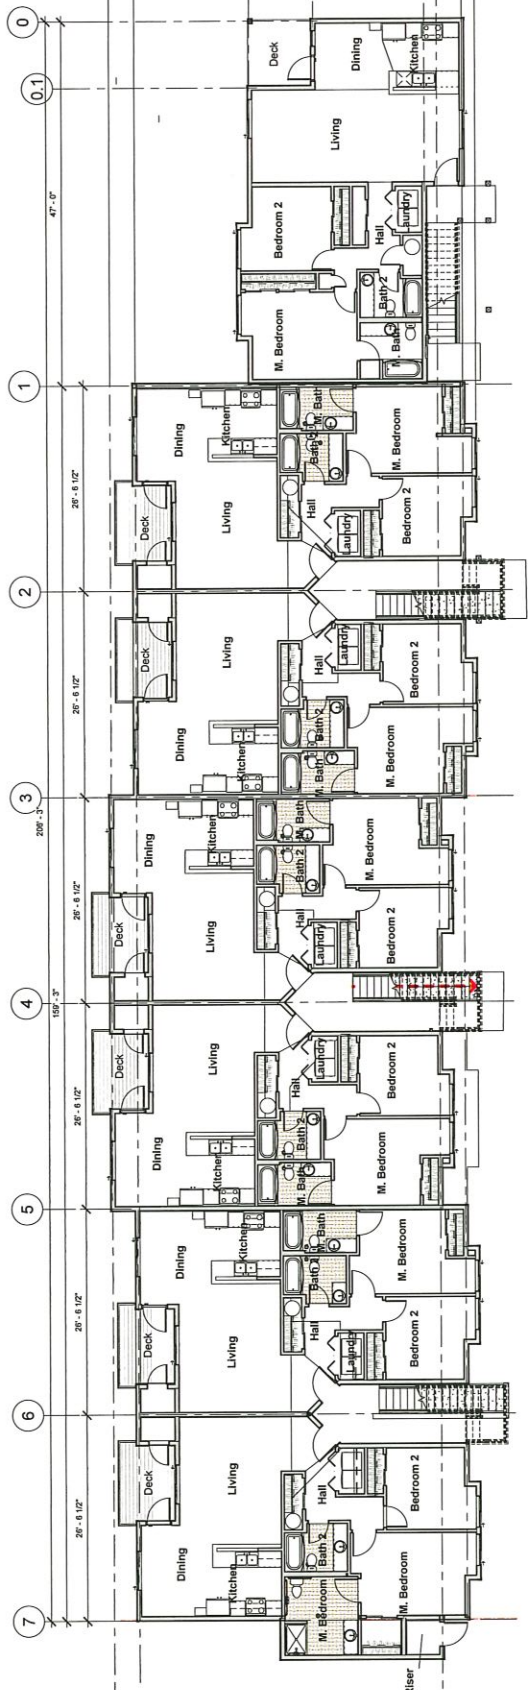 0
0.1
1
2
3
4
5
6
7
47' - 0"
26' - 6 1/2"
26' - 6 1/2"
206' - 3"
26' - 6 1/2"
159' - 3"
26' - 6 1/2"
26' - 6 1/2"
26' - 6 1/2"
Deck
Dining
Kitchen
Living
Bedroom 2
Hall
Laundry
Bath 2
M. Bedroom
M. Bath
Dining
Kitchen
M. Bath
M. Bedroom
Bath 2
Deck
Living
Hall
Laundry
Bedroom 2
Deck
Living
Hall
Laundry
Bedroom 2
Dining
Kitchen
Bath 2
M. Bath
M. Bedroom
Dining
Kitchen
M. Bath
M. Bedroom
Bath 2
Deck
Living
Hall
Laundry
Bedroom 2
Deck
Living
Hall
Laundry
Bedroom 2
Dining
Kitchen
Bath 2
M. Bath
M. Bedroom
Dining
Kitchen
M. Bath
M. Bedroom
Bath 2
Deck
Living
Hall
Laundry
Bedroom 2
Deck
Living
Hall
Bedroom 2
Dining
Kitchen
Bath 2
M. Bedroom
M. Bedroom
Riser